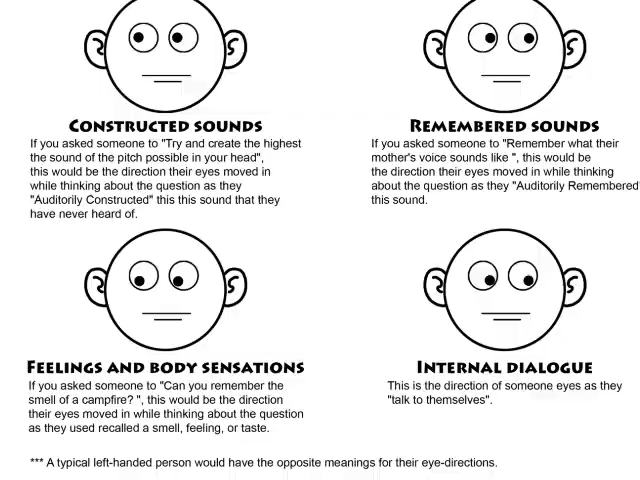 CONSTRUCTED SOUNDS
If you asked someone to "Try and create the highest
the sound of the pitch possible in your head",
this would be the direction their eyes moved in
while thinking about the question as they
"Auditorily Constructed" this this sound that they
have never heard of.
REMEMBERED SOUNDS
If you asked someone to "Remember what their
mother's voice sounds like ", this would be
the direction their eyes moved in while thinking
about the question as they "Auditorily Remembered
this sound.
FEELINGS AND BODY SENSATIONS
If you asked someone to "Can you remember the
smell of a campfire? ", this would be the direction
their eyes moved in while thinking about the question
as they used recalled a smell, feeling, or taste.
INTERNAL DIALOGUE
This is the direction of someone eyes as they
"talk to themselves".
*** A typical left-handed person would have the opposite meanings for their eye-directions.